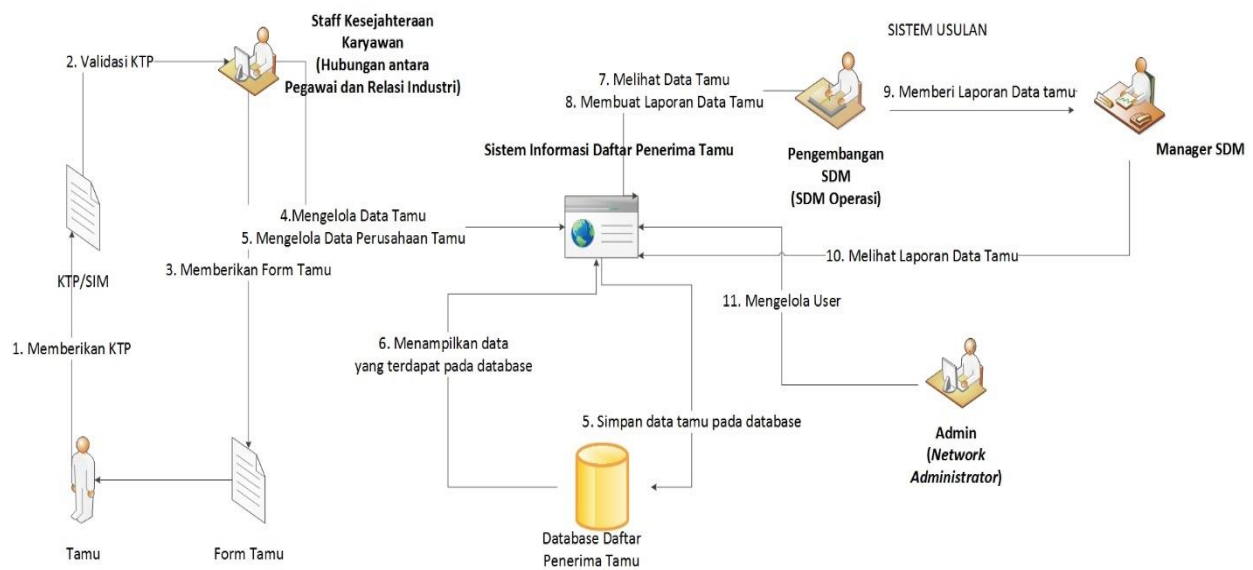 Staff Kesejahteraan
Karyawan
(Hubungan antara
Pegawai dan Relasi Industri)
SISTEM USULAN
2. Validasi KTP
7. Melihat Data Tamu
8. Membuat Laporan Data Tamu
9. Memberi Laporan Data tamu
Sistem Informasi Daftar Penerima Tamu
Pengembangan
SDM
(SDM Operasi)
Manager SDM
4.Mengelola Data Tamu
5. Mengelola Data Perusahaan Tamu
3. Memberikan Form Tamu
10. Melihat Laporan Data Tamu
KTP/SIM
11. Mengelola User
1. Memberikan KTP
6. Menampilkan data
yang terdapat pada database
5. Simpan data tamu pada database
Admin
(Network
Administrator)
Database Daftar
Penerima Tamu
Tamu
Form Tamu